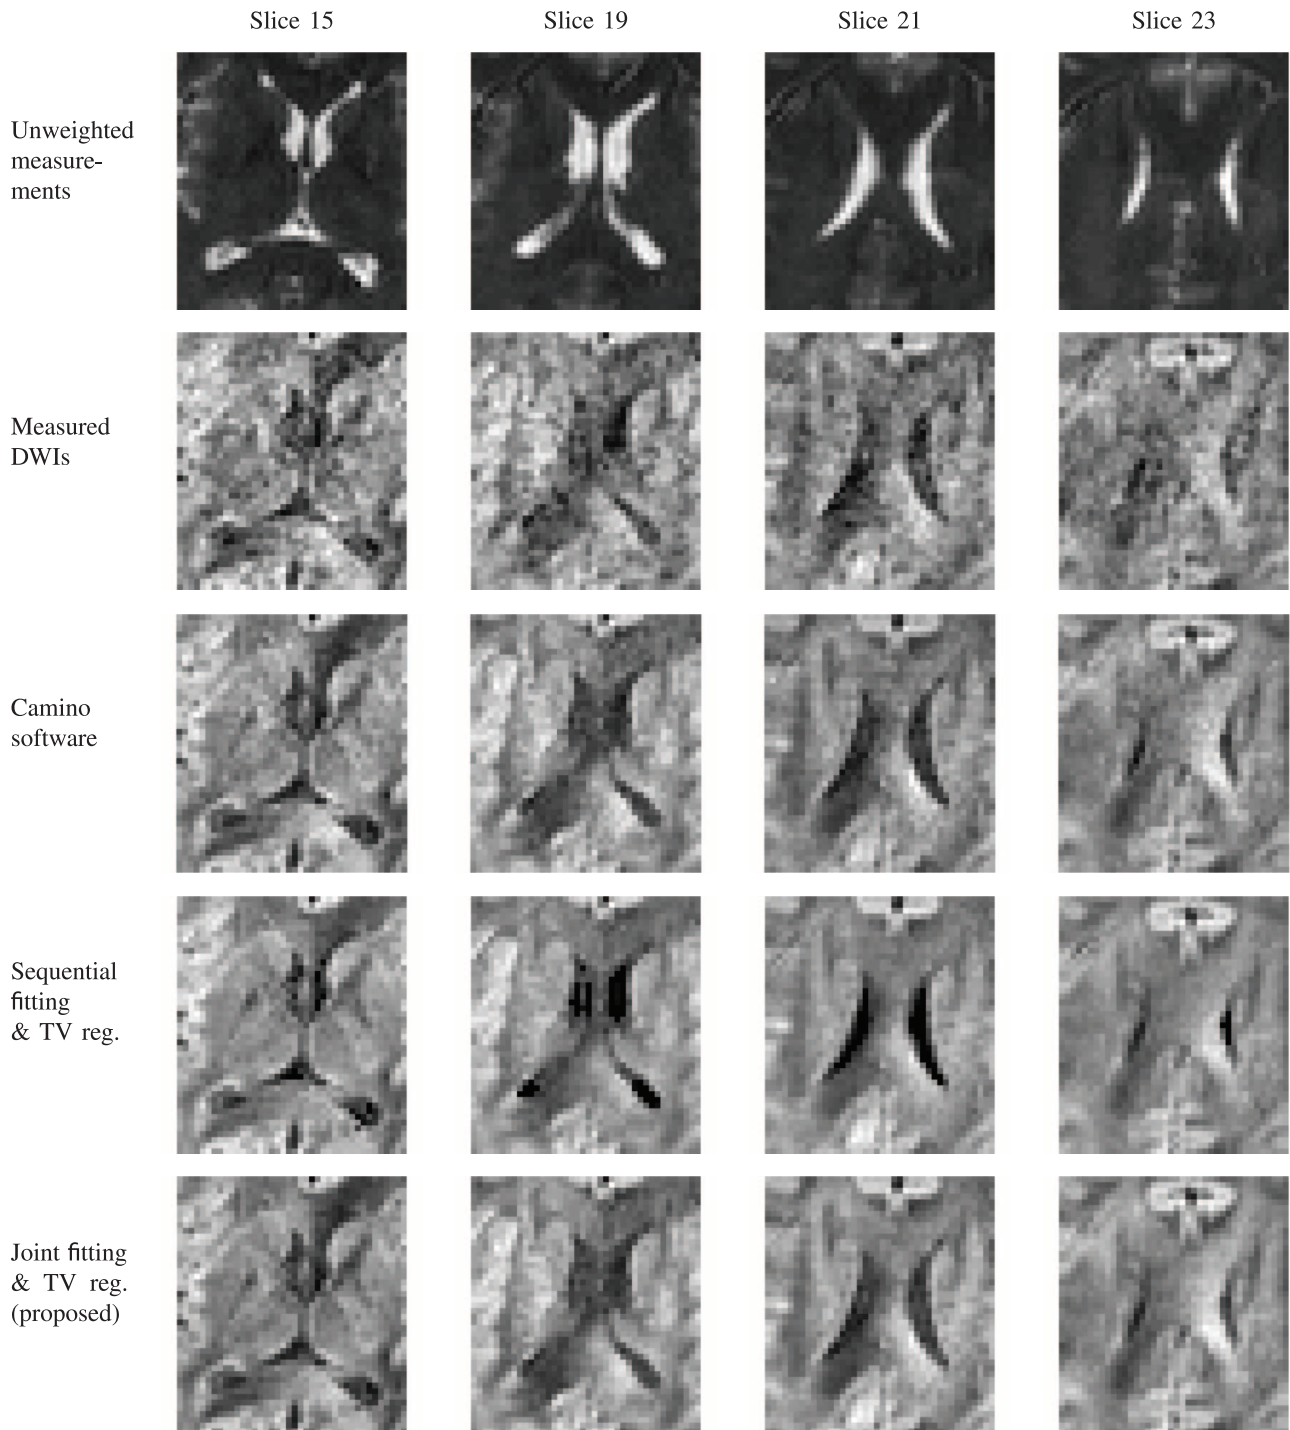 Slice 15 Slice 19 Slice 21 Slice 23
Unweighted
measure-
ments
Measured
DWIs
Camino
software
Sequential
fitting
& TV reg.
Joint fitting
& TV reg.
(proposed)